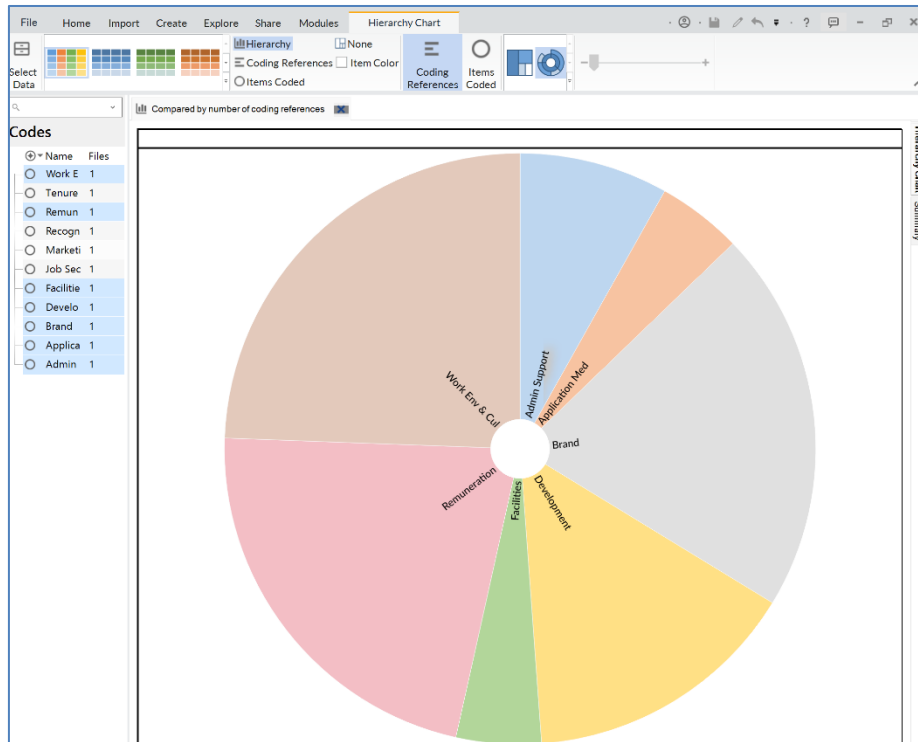 File Home Import Create Explore Share Modules Hierarchy Chart ?
Hierarchy None
Coding References Item Color
Items Coded
Select Data
Coding References
Items Coded
Compared by number of coding references
Codes
Name Files
Work E 1
Tenure 1
Remun 1
Recogn 1
Marketi 1
Job Sec 1
Facilitie 1
Develo 1
Brand 1
Applica 1
Admin 1
Admin Support
Application Med
Brand
Development
Facilities
Remuneration
Work Env & Cul
Summary